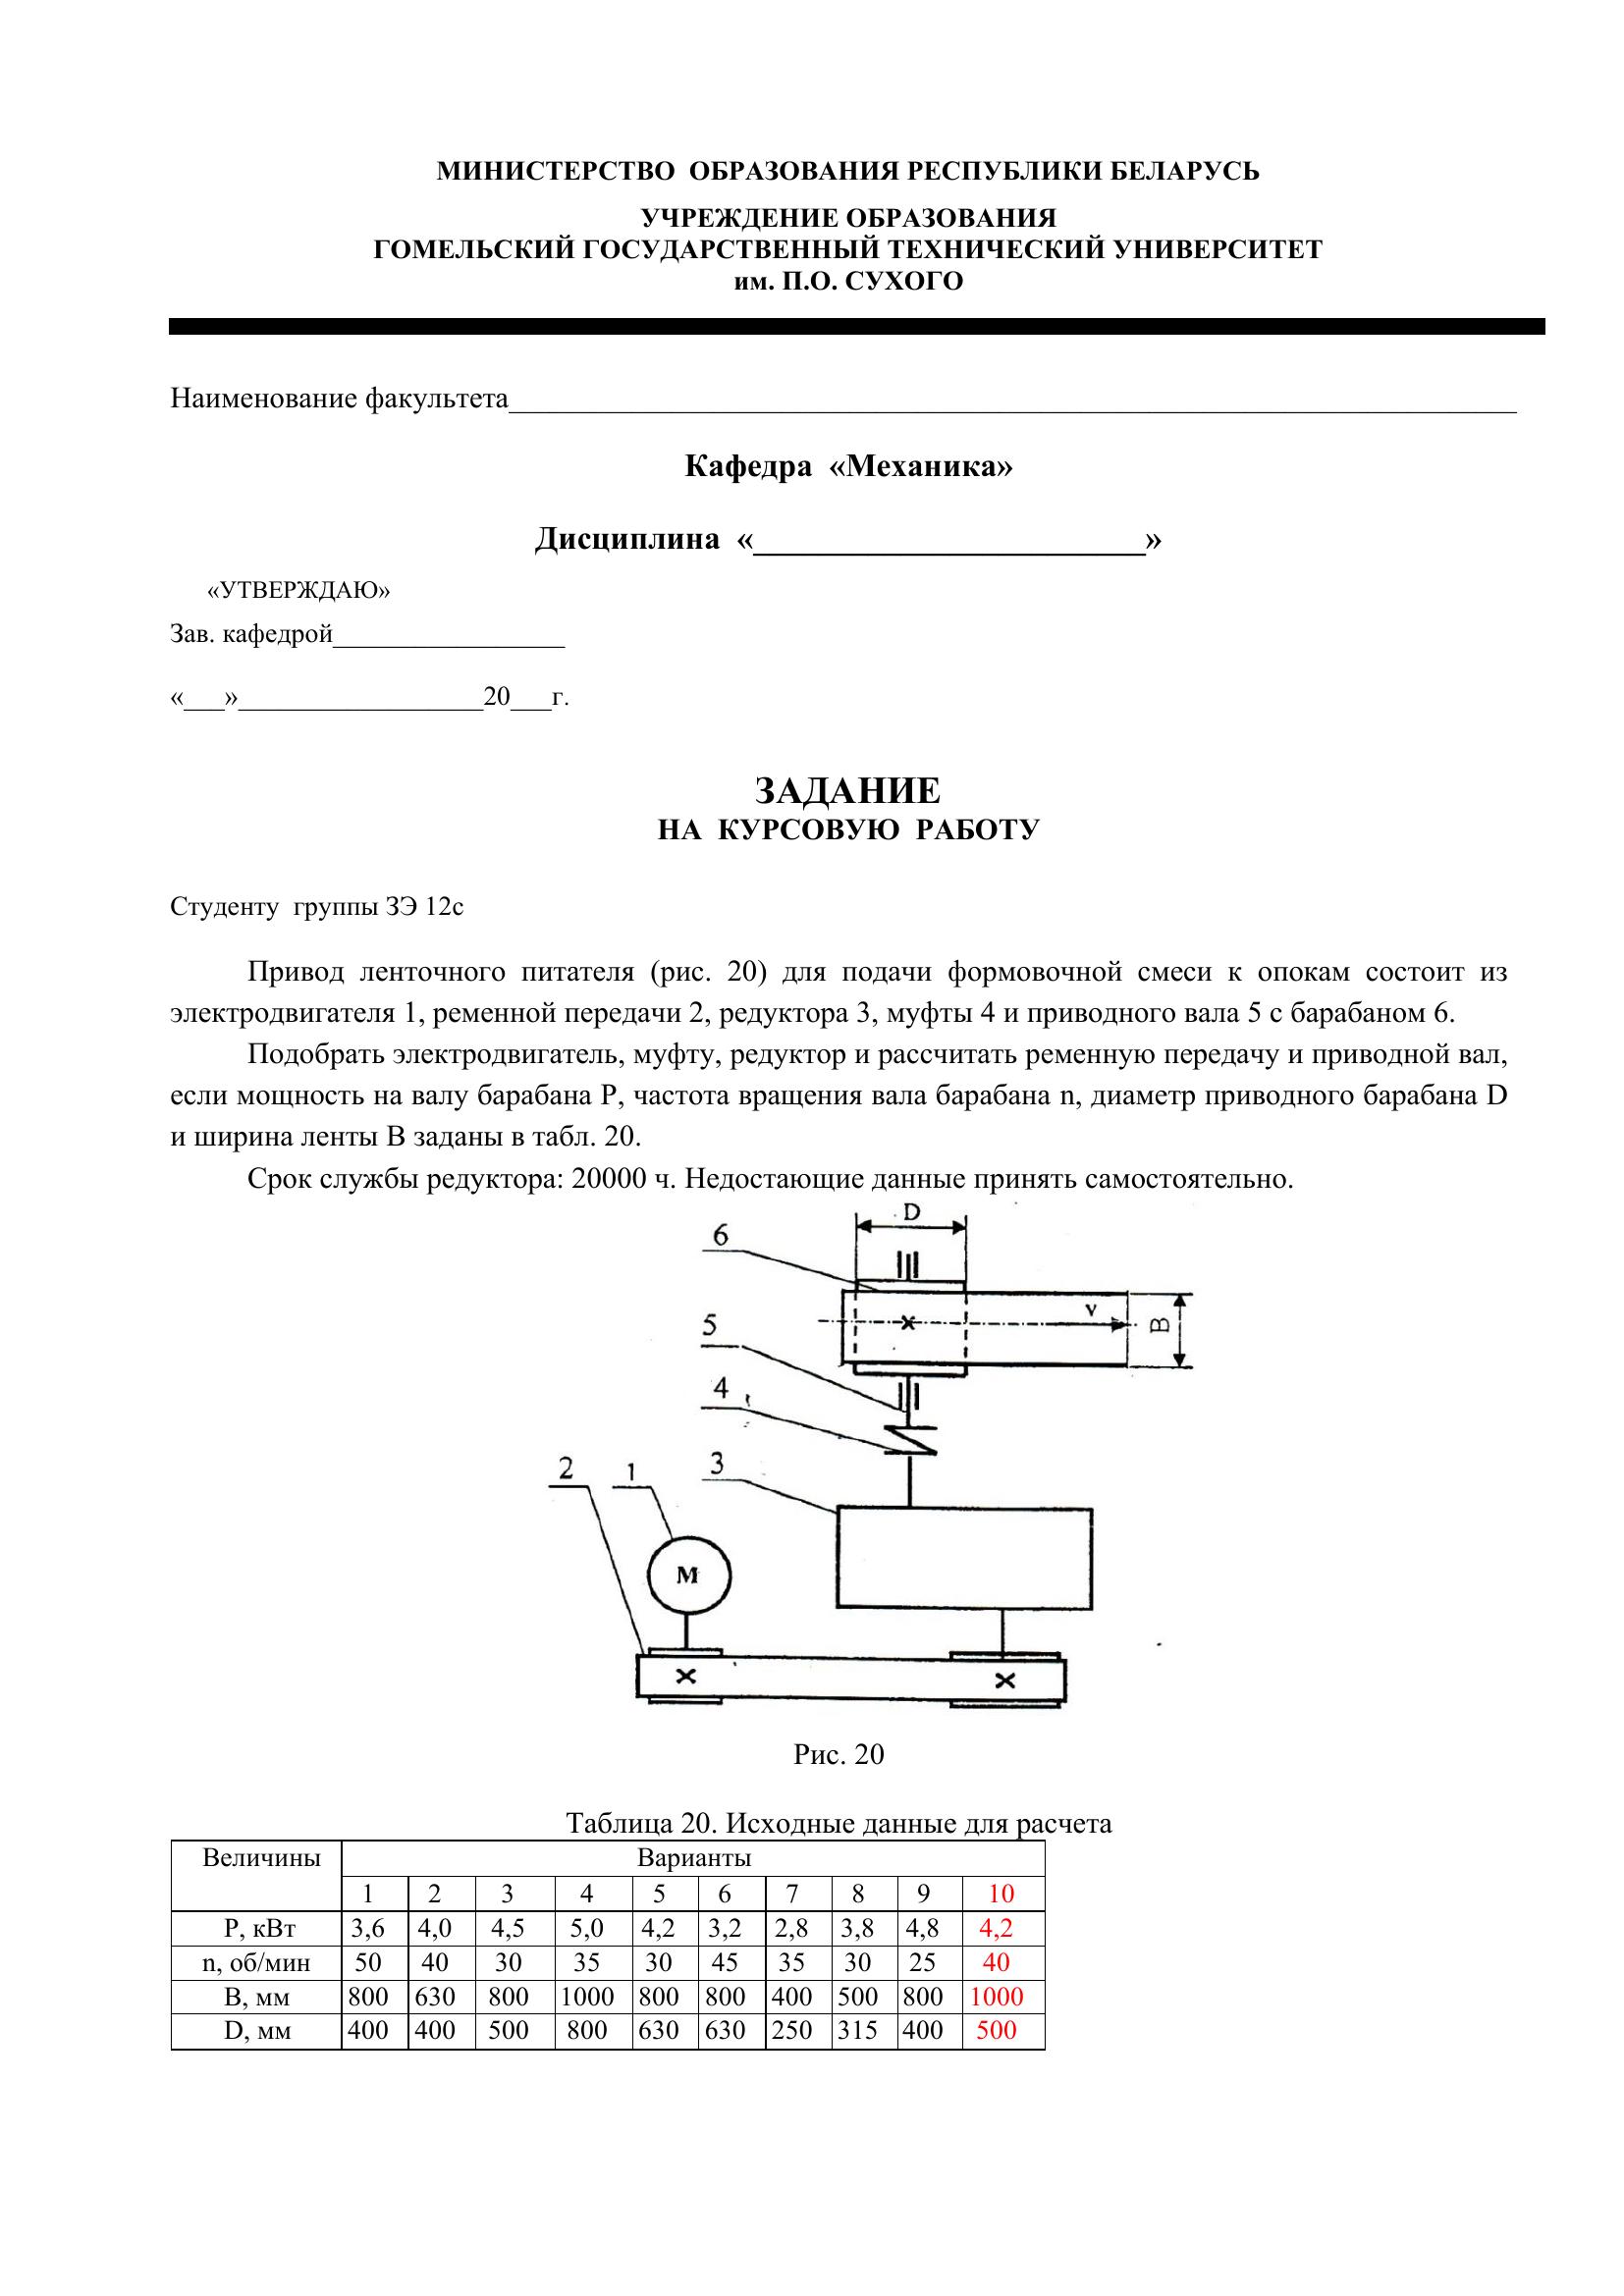 МИНИСТЕРСТВО ОБРАЗОВАНИЯ РЕСПУБЛИКИ БЕЛАРУСЬ
УЧРЕЖДЕНИЕ ОБРАЗОВАНИЯ
ГОМЕЛЬСКИЙ ГОСУДАРСТВЕННЫЙ ТЕХНИЧЕСКИЙ УНИВЕРСИТЕТ
им. П.О. СУХОГО
Наименование факультета____________________
Кафедра «Механика»
Дисциплина «____________________»
«УТВЕРЖДАЮ»
Зав. кафедрой_________________
«___»__________________20___г.
ЗАДАНИЕ
НА КУРСОВУЮ РАБОТУ
Студенту группы ЗЭ 12с
Привод ленточного питателя (рис. 20) для подачи формовочной смеси к опокам состоит из
электродвигателя 1, ременной передачи 2, редуктора 3, муфты 4 и приводного вала 5 с барабаном 6.
Подобрать электродвигатель, муфту, редуктор и рассчитать ременную передачу и приводной вал,
если мощность на валу барабана P, частота вращения вала барабана n, диаметр приводного барабана D
и ширина ленты B заданы в табл. 20.
Срок службы редуктора: 20000 ч. Недостающие данные принять самостоятельно.
D
6
v
B
5
4
3
2
1
M
Рис. 20
Таблица 20. Исходные данные для расчета
Величины Варианты
1 2 3 4 5 6 7 8 9 10
P, кВт 3,6 4,0 4,5 5,0 4,2 3,2 2,8 3,8 4,8 4,2
n, об/мин 50 40 30 35 30 45 35 30 25 40
B, мм 800 630 800 1000 800 800 400 500 800 1000
D, мм 400 400 500 800 630 630 250 315 400 500